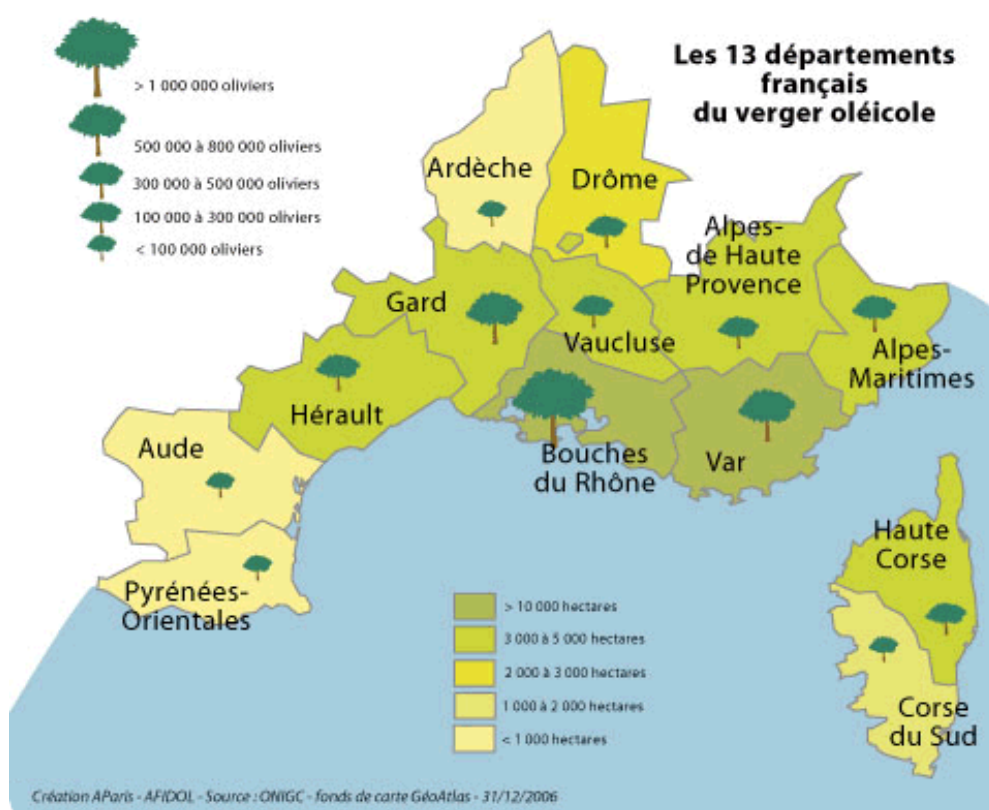 Les 13 départements
français
du verger oléicole
> 1 000 000 oliviers
500 000 à 800 000 oliviers
300 000 à 500 000 oliviers
100 000 à 300 000 oliviers
< 100 000 oliviers
Ardèche
Drôme
Alpes-
de Haute
Provence
Gard
Vaucluse
Alpes-
Maritimes
Hérault
Bouches
du Rhône
Var
Aude
Pyrénées-
Orientales
Haute
Corse
Corse
du Sud
> 10 000 hectares
3 000 à 5 000 hectares
2 000 à 3 000 hectares
1 000 à 2 000 hectares
< 1 000 hectares
Création AParis - AFIDOL - Source : ONIGC - fonds de carte GéoAtlas - 31/12/2006